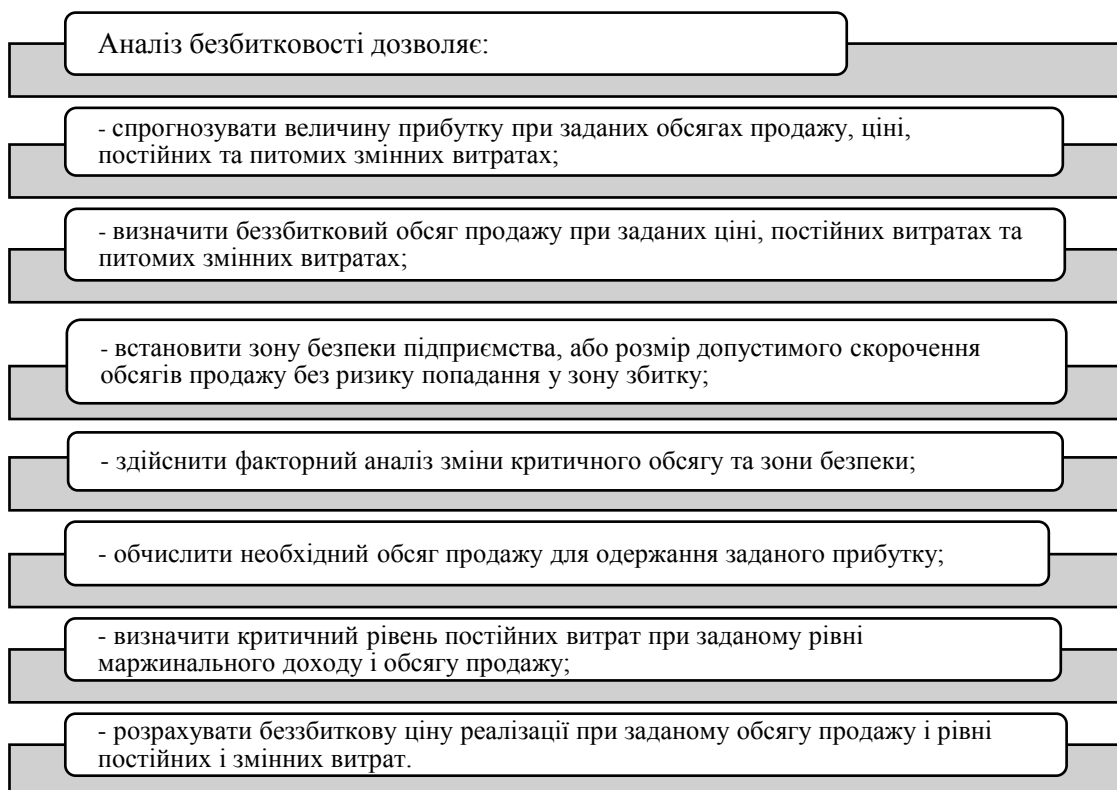 Аналіз безбитковості дозволяє:
- спрогнозувати величину прибутку при заданих обсягах продажу, ціні,
постійних та питомих змінних витратах;
- визначити беззбитковий обсяг продажу при заданих ціні, постійних витратах та
питомих змінних витратах;
- встановити зону безпеки підприємства, або розмір допустимого скорочення
обсягів продажу без ризику попадання у зону збитку;
- здійснити факторний аналіз зміни критичного обсягу та зони безпеки;
- обчислити необхідний обсяг продажу для одержання заданого прибутку;
- визначити критичний рівень постійних витрат при заданому рівні
маржинального доходу і обсягу продажу;
- розрахувати беззбиткову ціну реалізації при заданому обсягу продажу і рівні
постійних і змінних витрат.